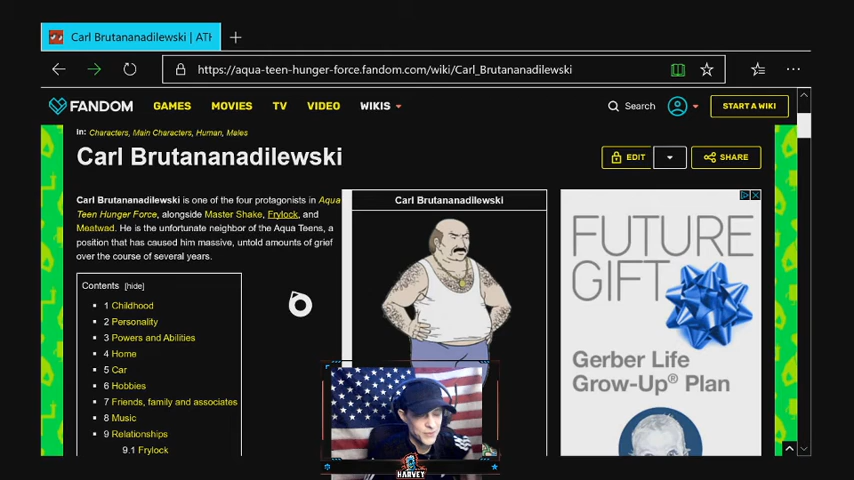 Carl Brutananadilewski | ATH
https://aqua-teen-hunger-force.fandom.com/wiki/Carl_Brutananadilewski
FANDOM GAMES MOVIES TV VIDEO WIKIS Search START A WIKI
In: Characters, Main Characters, Human, Males
Carl Brutananadilewski
EDIT SHARE
Carl Brutananadilewski is one of the four protagonists in Aqua
Teen Hunger Force, alongside Master Shake, Frylock, and
Meatwad. He is the unfortunate neighbor of the Aqua Teens, a
position that has caused him massive, untold amounts of grief
over the course of several years.
Contents [hide]
1 Childhood
2 Personality
3 Powers and Abilities
4 Home
5 Car
6 Hobbies
7 Friends, family and associates
8 Music
9 Relationships
9.1 Frylock
Carl Brutananadilewski
FUTURE
GIFT
Gerber Life
Grow-Up® Plan
HARVEY